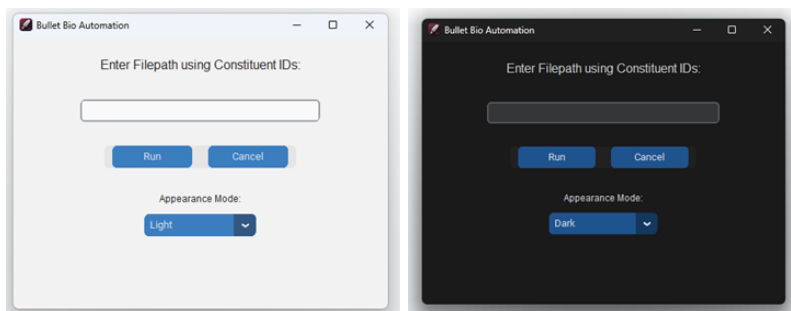 Bullet Bio Automation
Enter Filepath using Constituent IDs:
Run Cancel
Appearance Mode:
Light
Bullet Bio Automation
Enter Filepath using Constituent IDs:
Run Cancel
Appearance Mode:
Dark